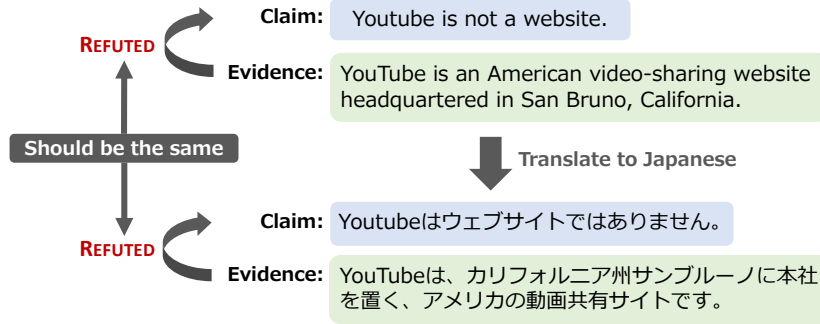 Claim: Youtube is not a website.
REFUTED
Evidence: YouTube is an American video-sharing website
headquartered in San Bruno, California.
Should be the same
Translate to Japanese
Claim: Youtubeはウェブサイトではありません。
REFUTED
Evidence: YouTubeは、カリフォルニア州サンブルーノに本社
を置く、アメリカの動画共有サイトです。